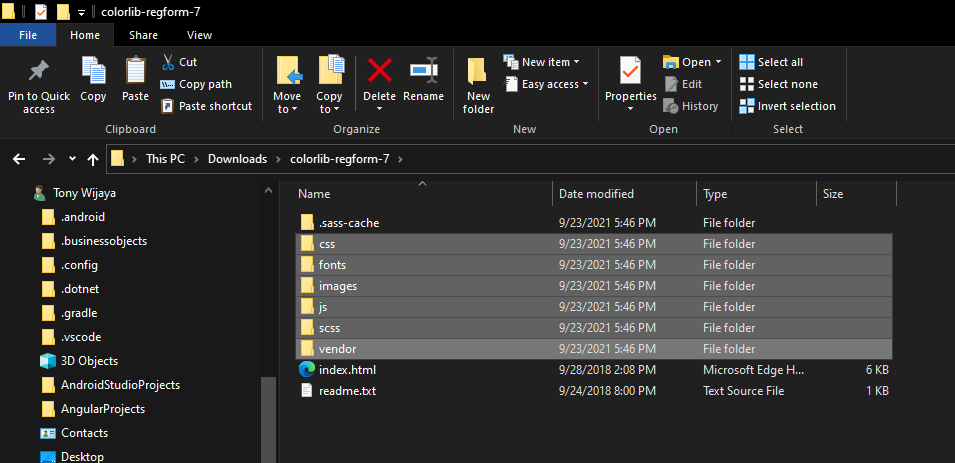 colorlib-regform-7
File Home Share View
Pin to Quick access
Copy
Paste
Cut
Copy path
Paste shortcut
Move to
Copy to
Delete
Rename
New folder
New item
Easy access
Properties
Open
Edit
History
Select all
Select none
Invert selection
Clipboard Organize New Open Select
This PC > Downloads > colorlib-regform-7 >
Tony Wijaya
.android
.businessobjects
.config
.dotnet
.gradle
.vscode
3D Objects
AndroidStudioProjects
AngularProjects
Contacts
Desktop
Name Date modified Type Size
.sass-cache 9/23/2021 5:46 PM File folder
css 9/23/2021 5:46 PM File folder
fonts 9/23/2021 5:46 PM File folder
images 9/23/2021 5:46 PM File folder
js 9/23/2021 5:46 PM File folder
scss 9/23/2021 5:46 PM File folder
vendor 9/23/2021 5:46 PM File folder
index.html 9/28/2018 2:08 PM Microsoft Edge H... 6 KB
readme.txt 9/24/2018 8:00 PM Text Source File 1 KB